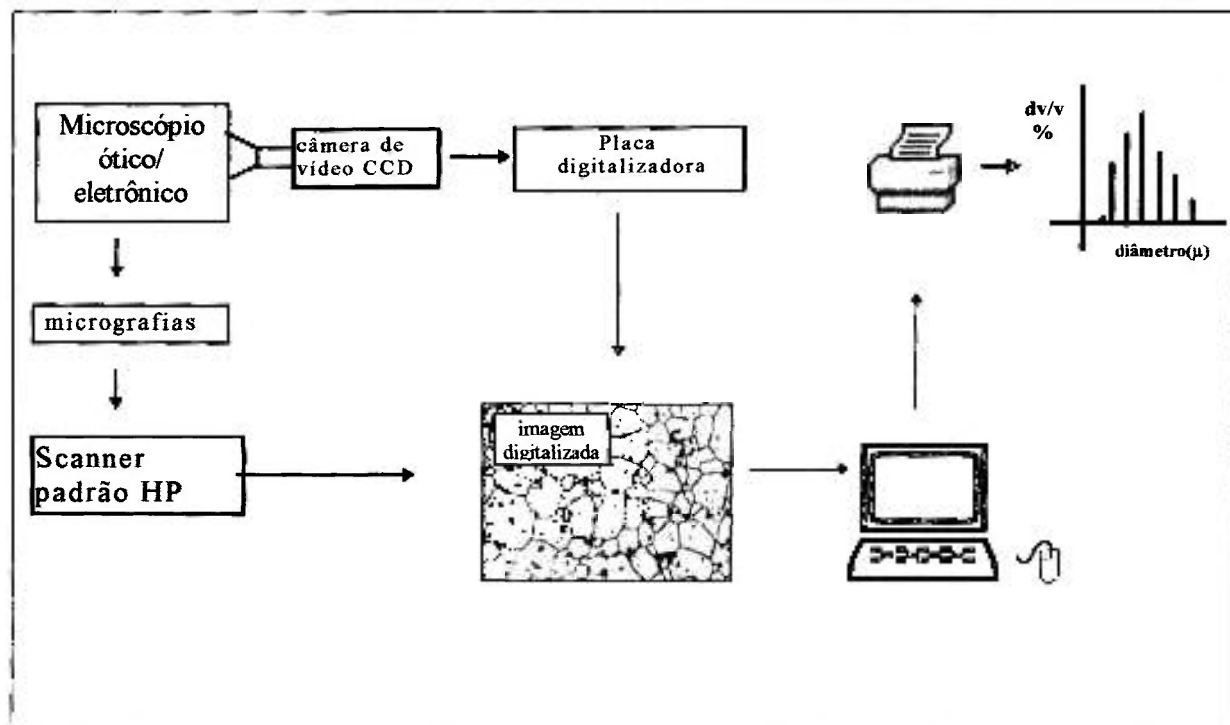 Microscópio
ótico/
eletrônico
câmera de
vídeo CCD
Placa
digitalizadora
dv/v
%
diâmetro(μ)
micrografias
imagem
digitalizada
Scanner
padrão HP